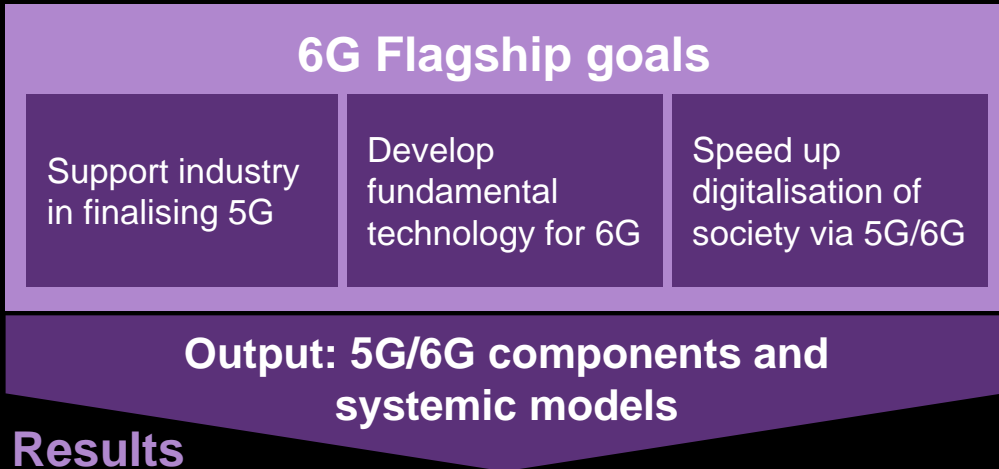 6G Flagship goals
Support industry
in finalising 5G
Develop
fundamental
technology for 6G
Speed up
digitalisation of
society via 5G/6G
Output: 5G/6G components and
systemic models
Results